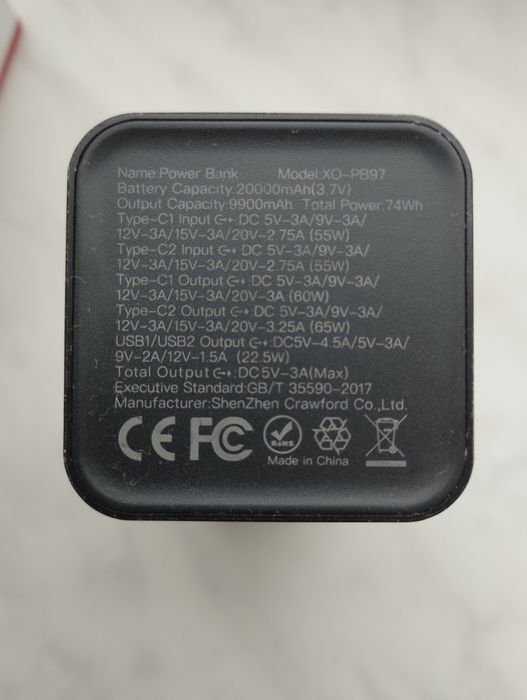 Name:Power Bank Model:XO-PB97
Battery Capacity:20000mAh(3.7V)
Output Capacity:9900mAh Total Power:74Wh
Type-C1 Input G+:DC 5V-3A/9V-3A/
12V-3A/15V-3A/20V-2.75A (55W)
Type-C2 Input G+:DC 5V-3A/9V-3A/
12V-3A/15V-3A/20V-2.75A (55W)
Type-C1 Output G+:DC 5V-3A/9V-3A/
12V-3A/15V-3A/20V-3A (60W)
Type-C2 Output G+:DC 5V-3A/9V-3A/
12V-3A/15V-3A/20V-3.25A (65W)
USB1/USB2 Output G+:DC5V-4.5A/5V-3A/
9V-2A/12V-1.5A (22.5W)
Total Output G+:DC5V-3A(Max)
Executive Standard:GB/T 35590-2017
Manufacturer:ShenZhen Crawford Co.,Ltd.
CE FC RoHS
Made in China